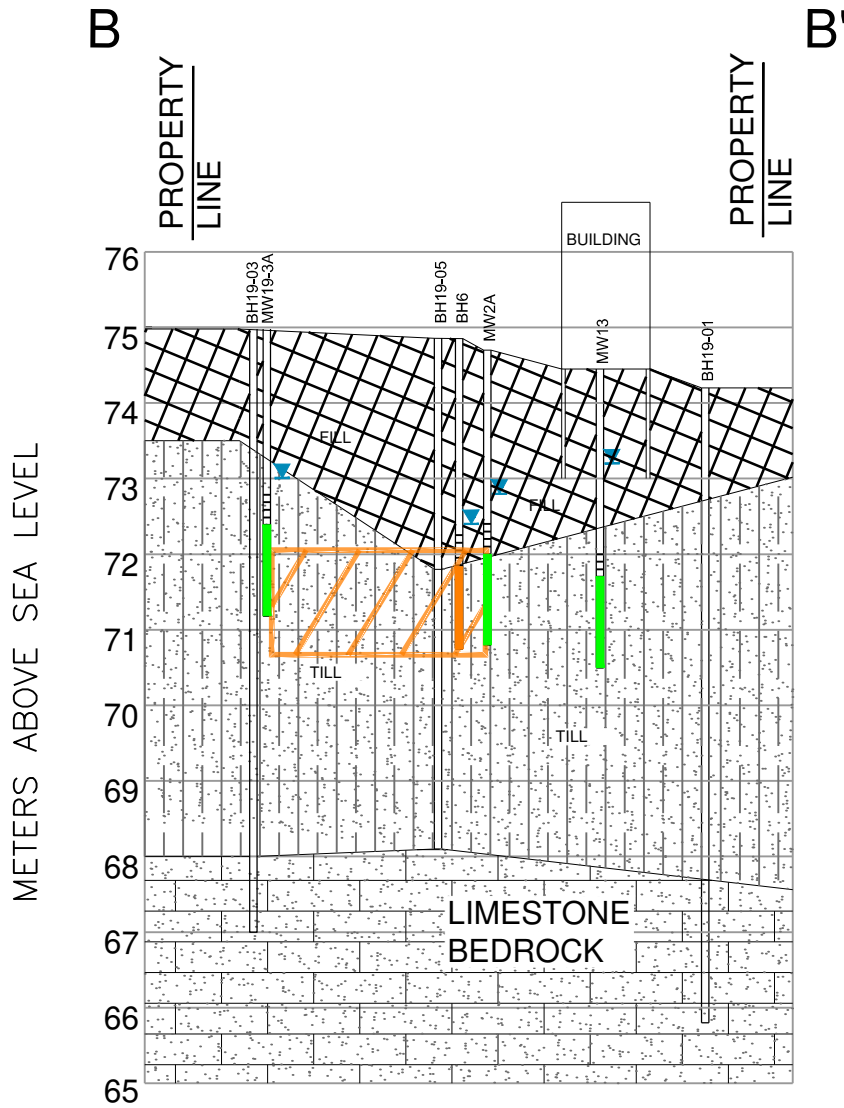 B
B'
PROPERTY
LINE
PROPERTY
LINE
BUILDING
76
BH19-03
MW19-3A
BH19-05
BH6
MW2A
MW13
BH19-01
75
74
FILL
73
FILL
72
71
TILL
70
TILL
69
68
LIMESTONE
BEDROCK
67
66
65
METERS ABOVE SEA LEVEL